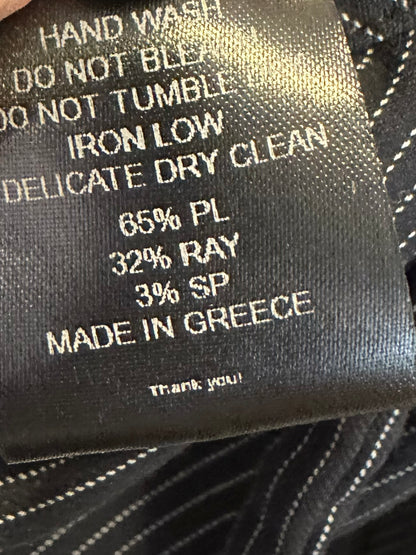 HAND WASH
DO NOT BLEA
DO NOT TUMBLE
IRON LOW
DELICATE DRY CLEAN
65% PL
32% RAY
3% SP
MADE IN GREECE
Thank you!